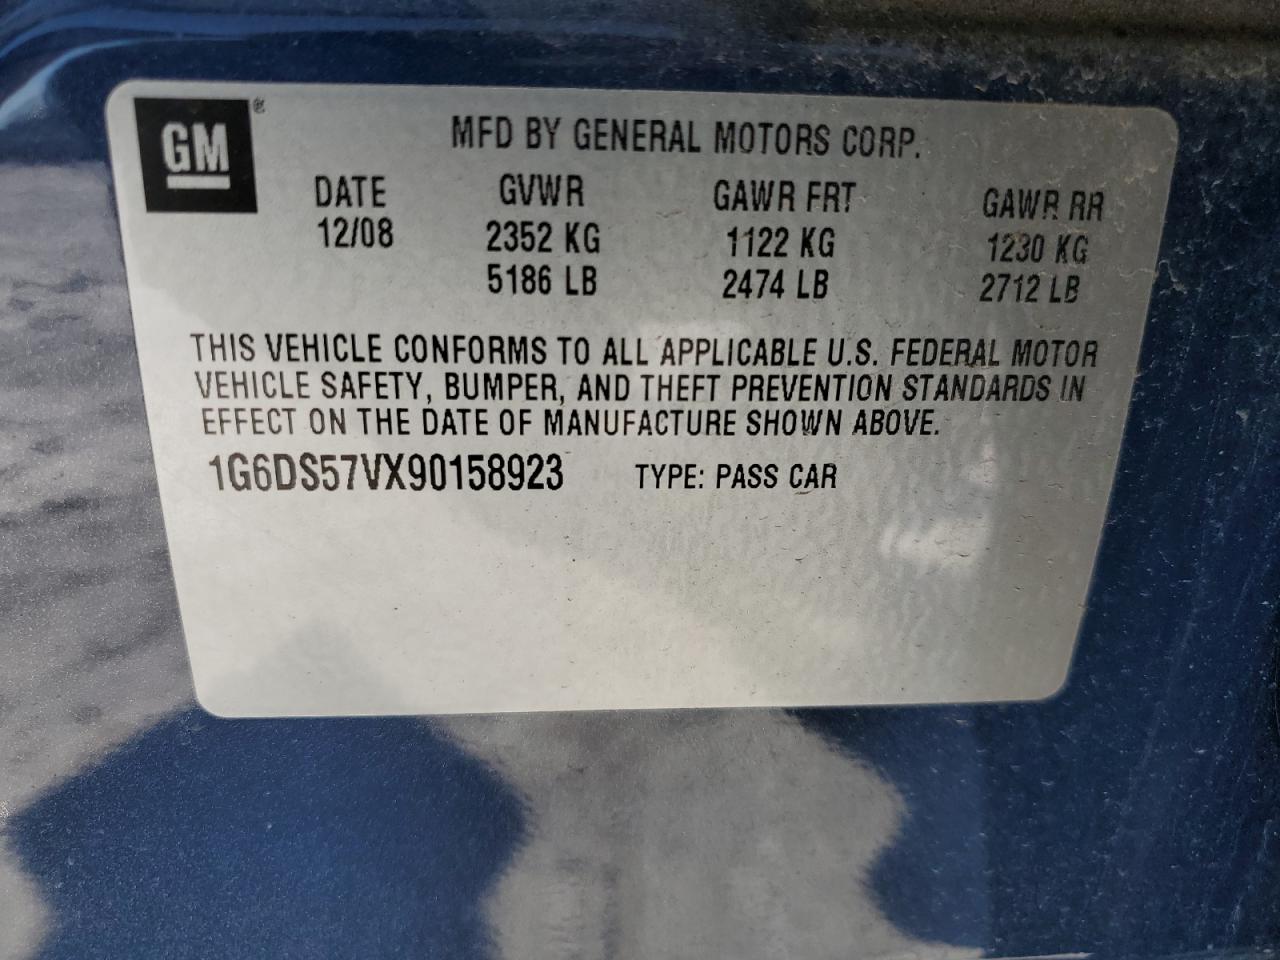 GM®
MFD BY GENERAL MOTORS CORP.
DATE GVWR GAWR FRT GAWR RR
12/08 2352 KG 1122 KG 1230 KG
5186 LB 2474 LB 2712 LB
THIS VEHICLE CONFORMS TO ALL APPLICABLE U.S. FEDERAL MOTOR
VEHICLE SAFETY, BUMPER, AND THEFT PREVENTION STANDARDS IN
EFFECT ON THE DATE OF MANUFACTURE SHOWN ABOVE.
1G6DS57VX90158923 TYPE: PASS CAR